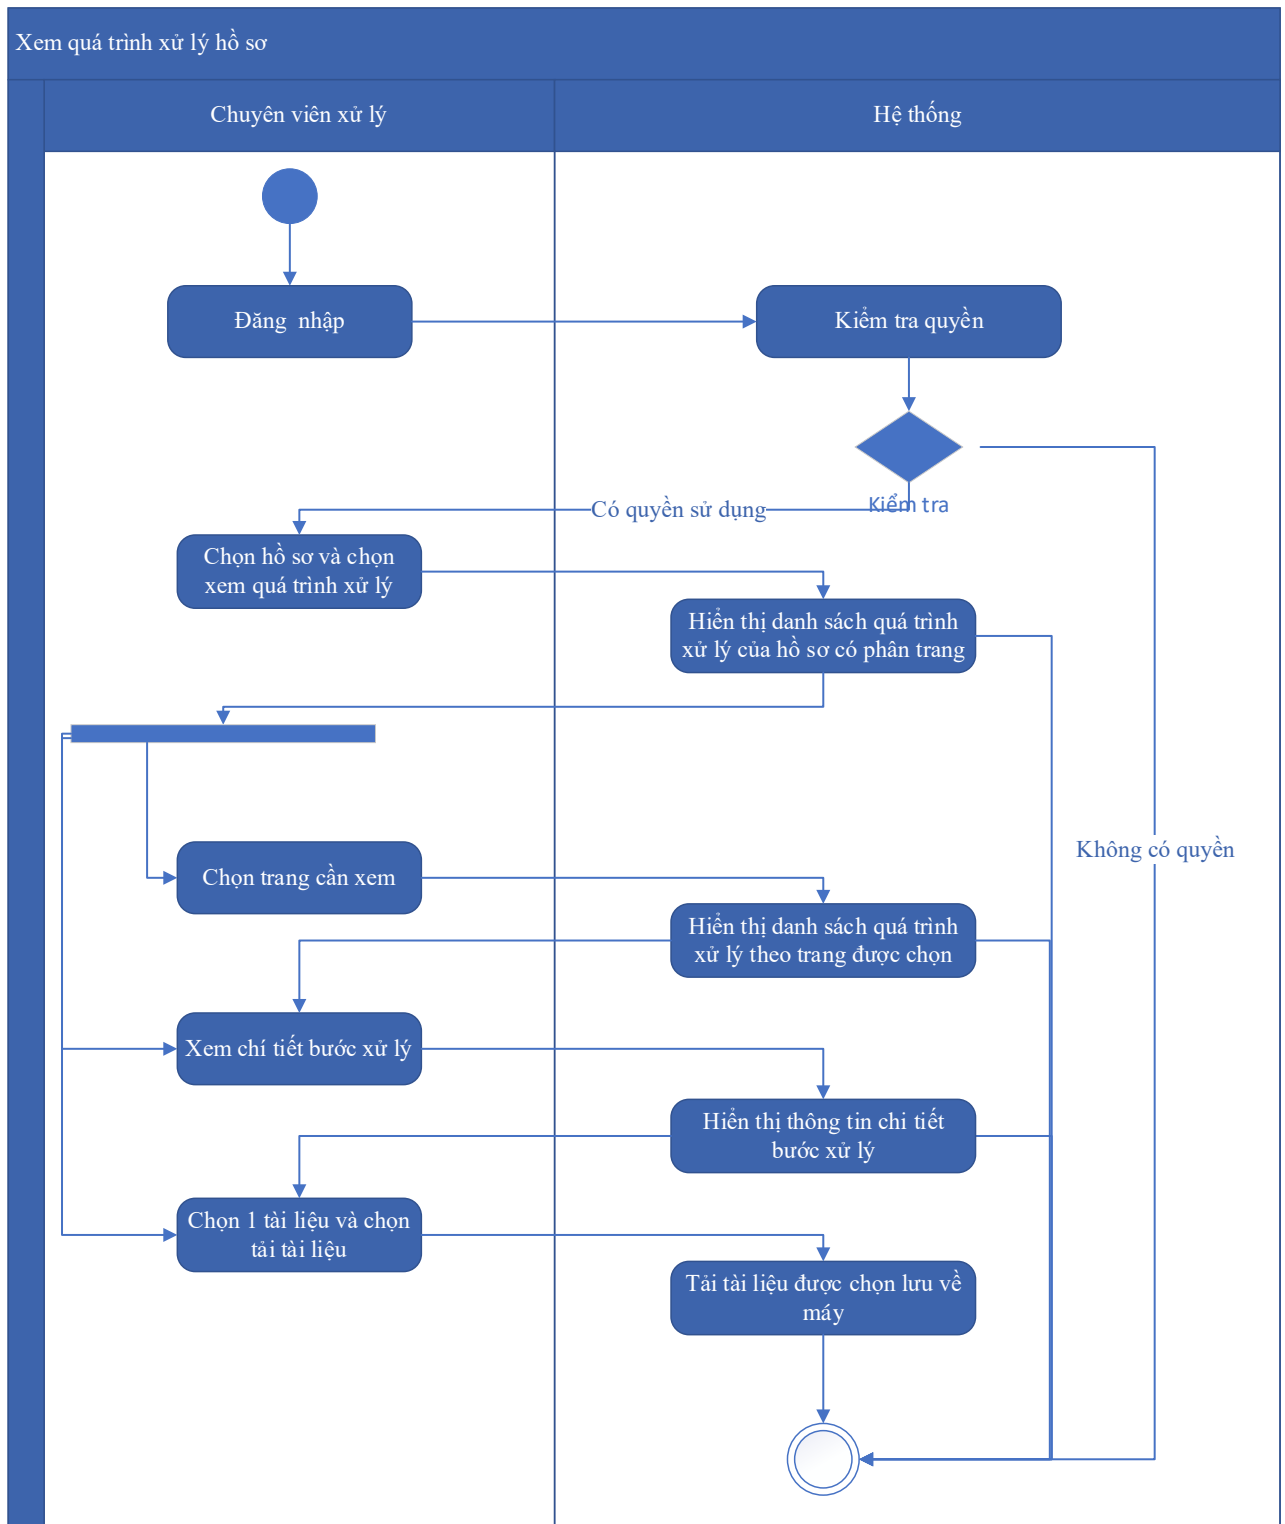 Xem quá trình xử lý hồ sơ
Chuyên viên xử lý
Hệ thống
Đăng nhập
Kiểm tra quyền
Kiểm tra
Có quyền sử dụng
Chọn hồ sơ và chọn
xem quá trình xử lý
Hiển thị danh sách quá trình
xử lý của hồ sơ có phân trang
Không có quyền
Chọn trang cần xem
Hiển thị danh sách quá trình
xử lý theo trang được chọn
Xem chí tiết bước xử lý
Hiển thị thông tin chi tiết
bước xử lý
Chọn 1 tài liệu và chọn
tải tài liệu
Tải tài liệu được chọn lưu về
máy